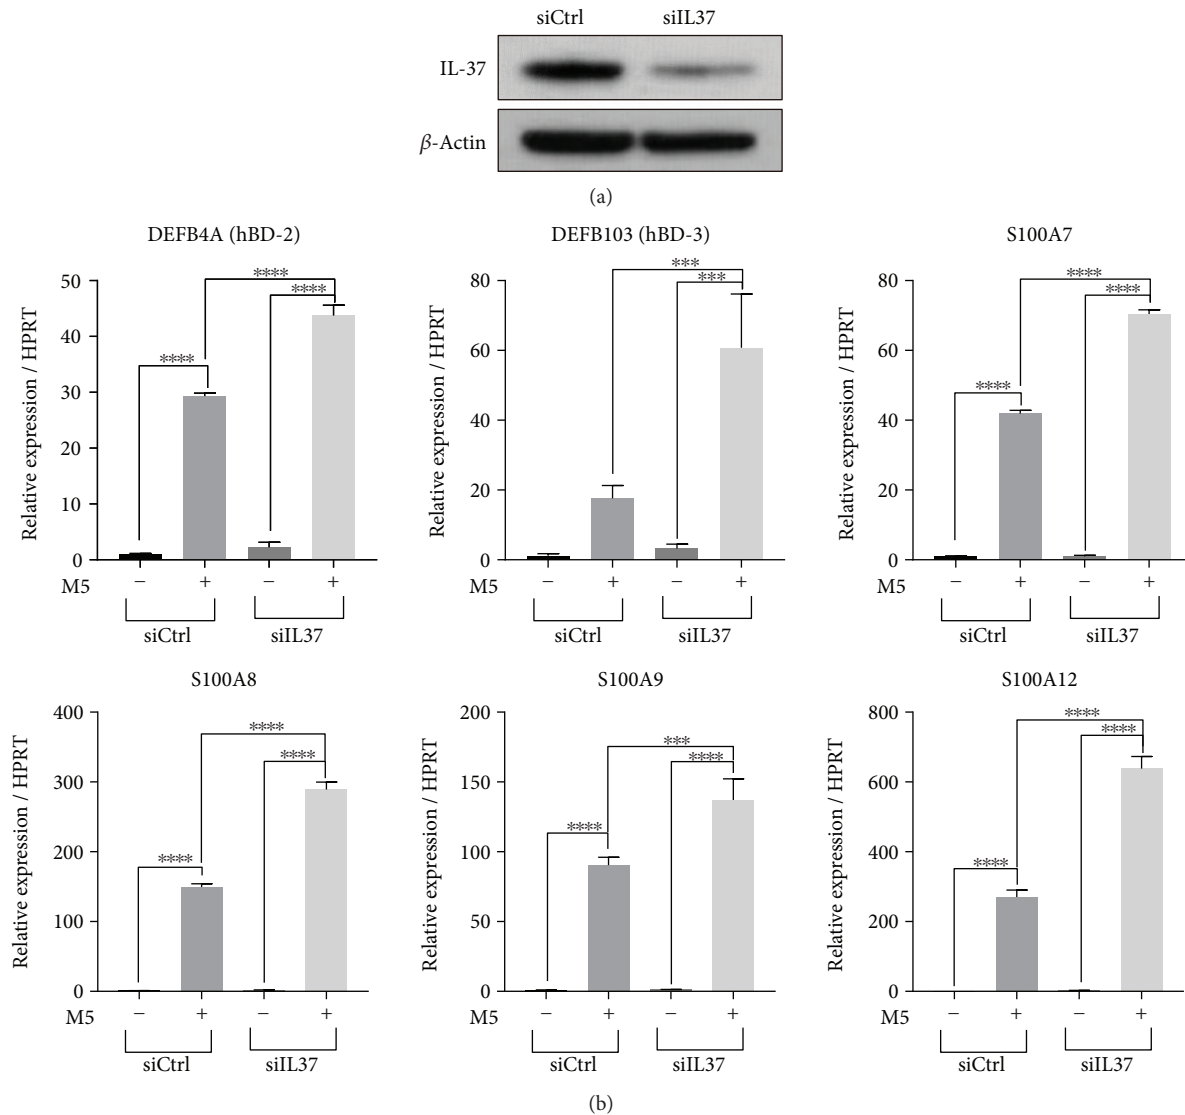 siCtrl siIL37
IL-37
β-Actin
(a)
DEFB4A (hBD-2)
Relative expression / HPRT
50
40
30
20
10
0
****
****
****
M5 − + − +
siCtrl siIL37
DEFB103 (hBD-3)
Relative expression / HPRT
80
60
40
20
0
***
***
− + − +
siCtrl siIL37
S100A7
Relative expression / HPRT
80
60
40
20
0
****
****
****
− + − +
siCtrl siIL37
S100A8
Relative expression / HPRT
400
300
200
100
0
****
****
****
M5 − + − +
siCtrl siIL37
S100A9
Relative expression / HPRT
200
150
100
50
0
***
****
****
M5 − + − +
siCtrl siIL37
S100A12
Relative expression / HPRT
800
600
400
200
0
****
****
****
M5 − + − +
siCtrl siIL37
(b)